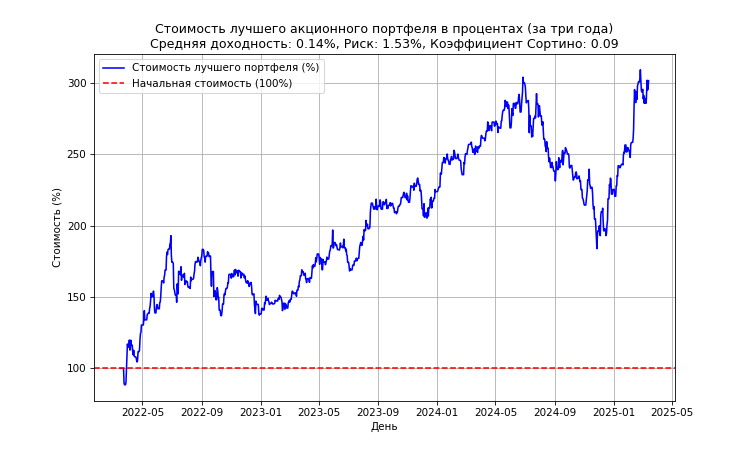 Стоимость лучшего акционного портфеля в процентах (за три года)
Средняя доходность: 0.14%, Риск: 1.53%, Коэффициент Сортино: 0.09
Стоимость лучшего портфеля (%)
Начальная стоимость (100%)
Стоимость (%)
300
250
200
150
100
2022-05 2022-09 2023-01 2023-05 2023-09 2024-01 2024-05 2024-09 2025-01 2025-05
День